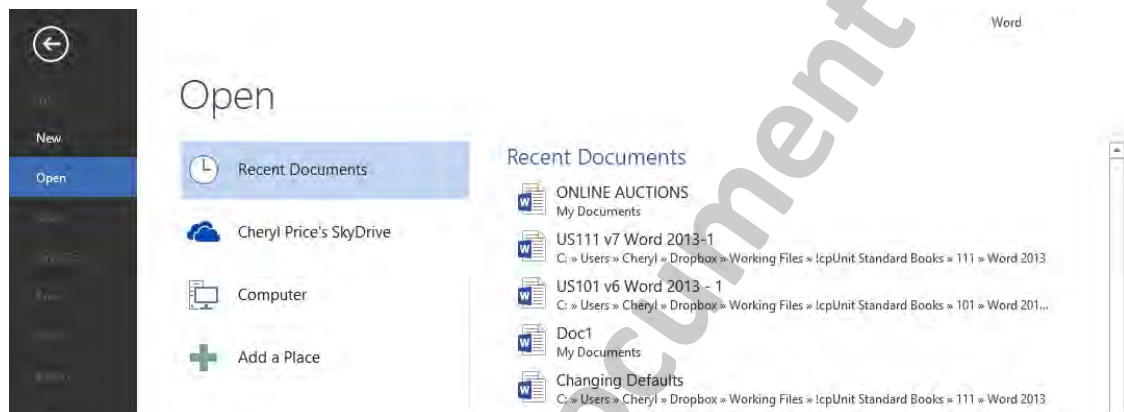 Word
Open
New
Open
Recent Documents
Cheryl Price's SkyDrive
Computer
Add a Place
Recent Documents
ONLINE AUCTIONS
My Documents
US111 v7 Word 2013-1
C: » Users » Cheryl » Dropbox » Working Files » !cpUnit Standard Books » 111 » Word 2013
US101 v6 Word 2013 - 1
C: » Users » Cheryl » Dropbox » Working Files » !cpUnit Standard Books » 101 » Word 201...
Doc1
My Documents
Changing Defaults
C: » Users » Cheryl » Dropbox » Working Files » !cpUnit Standard Books » 111 » Word 2013